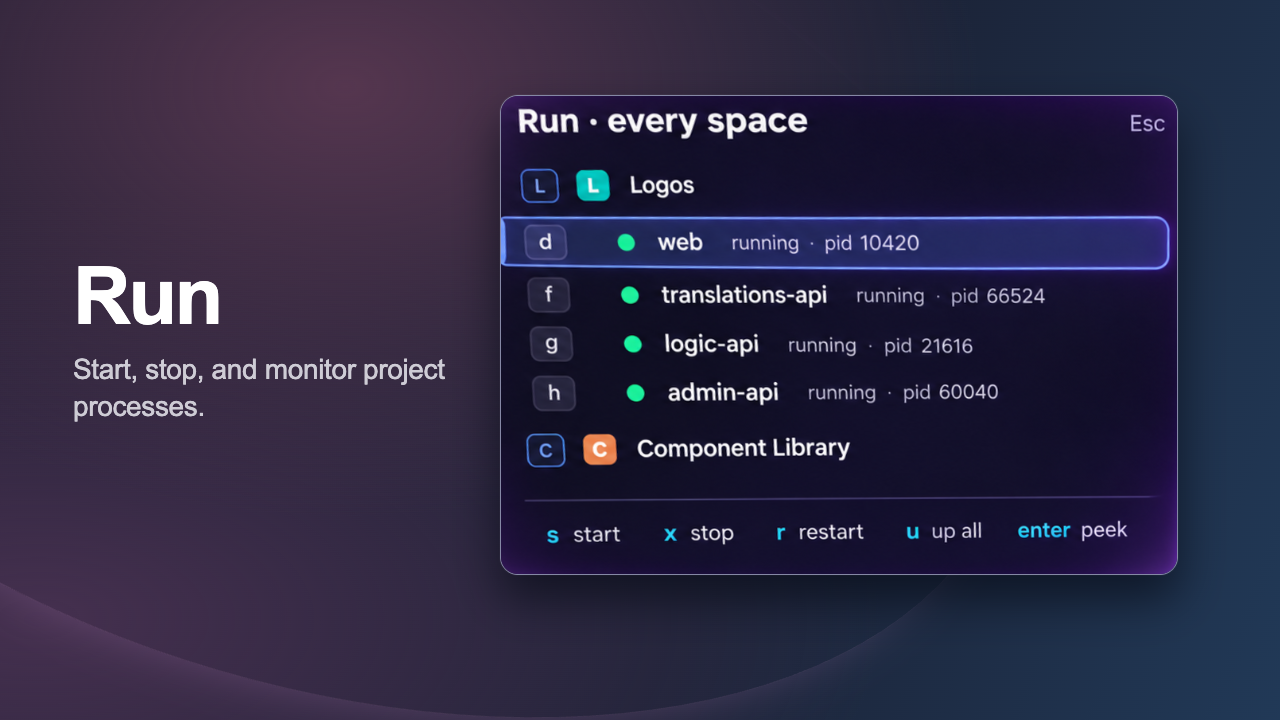 Run
Start, stop, and monitor project
processes.
Run · every space
Esc
L L Logos
d web running · pid 10420
f translations-api running · pid 66524
g logic-api running · pid 21616
h admin-api running · pid 60040
C C Component Library
s start x stop r restart u up all enter peek